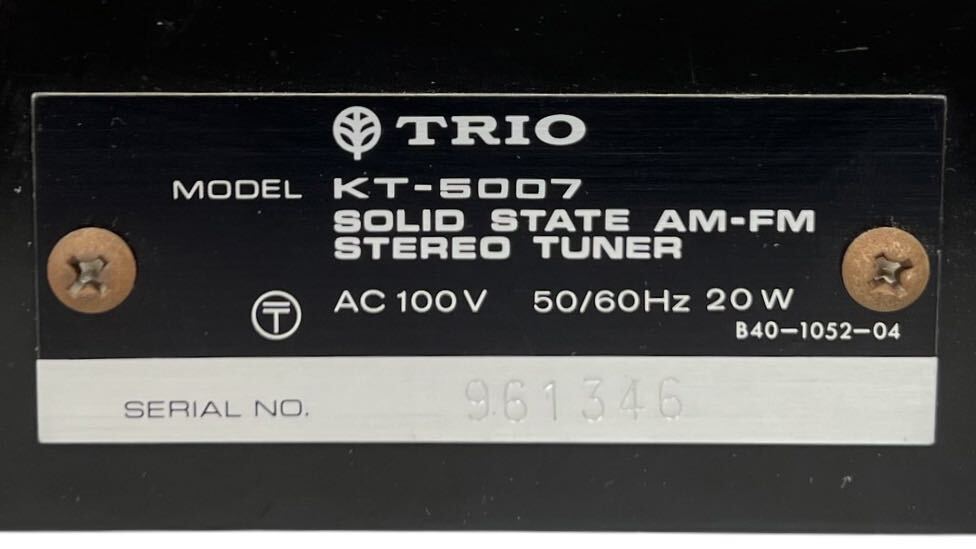 TRIO
MODEL KT-5007
SOLID STATE AM-FM
STEREO TUNER
〒 AC 100V 50/60Hz 20W
B40-1052-04
SERIAL NO. 961346